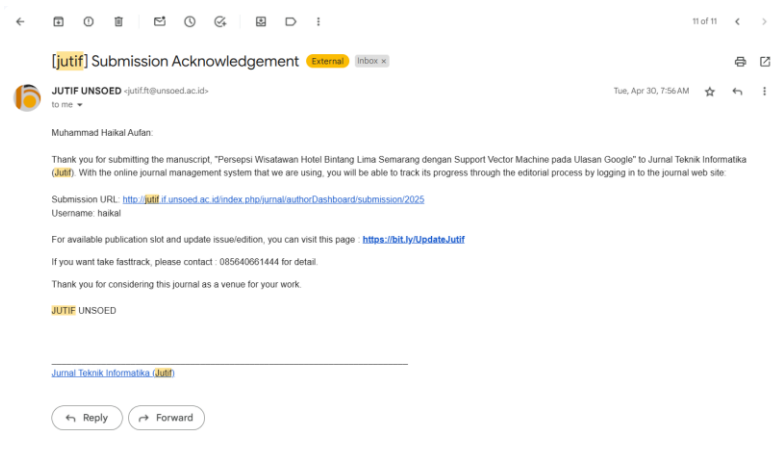 11 of 11
[jutif] Submission Acknowledgement External Inbox ×
JUTIF UNSOED <jutif.ft@unsoed.ac.id>
Tue, Apr 30, 7:56 AM
to me
Muhammad Haikal Aufan:
Thank you for submitting the manuscript, "Persepsi Wisatawan Hotel Bintang Lima Semarang dengan Support Vector Machine pada Ulasan Google" to Jurnal Teknik Informatika
(Jutif). With the online journal management system that we are using, you will be able to track its progress through the editorial process by logging in to the journal web site:
Submission URL: http://jutif.if.unsoed.ac.id/index.php/jurnal/authorDashboard/submission/2025
Username: haikal
For available publication slot and update issue/edition, you can visit this page : https://bit.ly/UpdateJutif
If you want take fasttrack, please contact : 085640661444 for detail.
Thank you for considering this journal as a venue for your work.
JUTIF UNSOED
Jurnal Teknik Informatika (Jutif)
Reply Forward